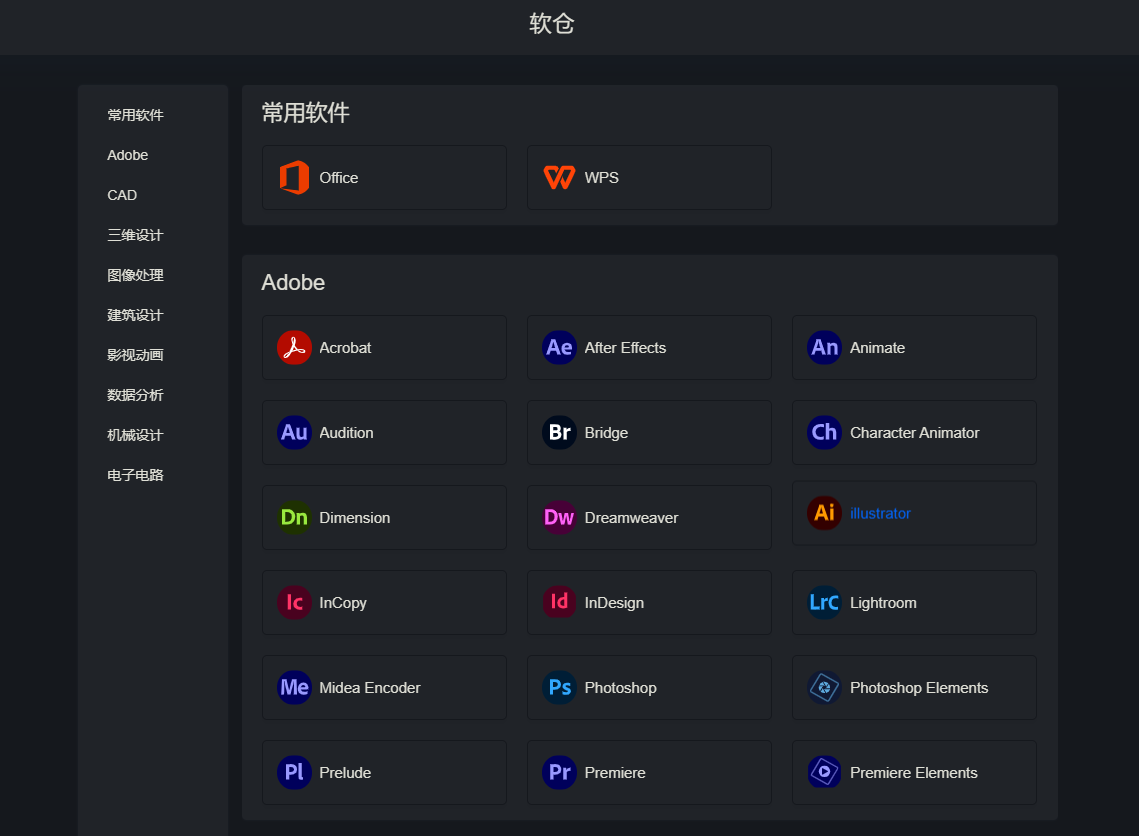 软仓
常用软件
Adobe
CAD
三维设计
图像处理
建筑设计
影视动画
数据分析
机械设计
电子电路
常用软件
Office
WPS
Adobe
Acrobat
Ae After Effects
An Animate
Au Audition
Br Bridge
Ch Character Animator
Dn Dimension
Dw Dreamweaver
Ai illustrator
Ic InCopy
Id InDesign
LrC Lightroom
Me Midea Encoder
Ps Photoshop
Photoshop Elements
Pl Prelude
Pr Premiere
Premiere Elements